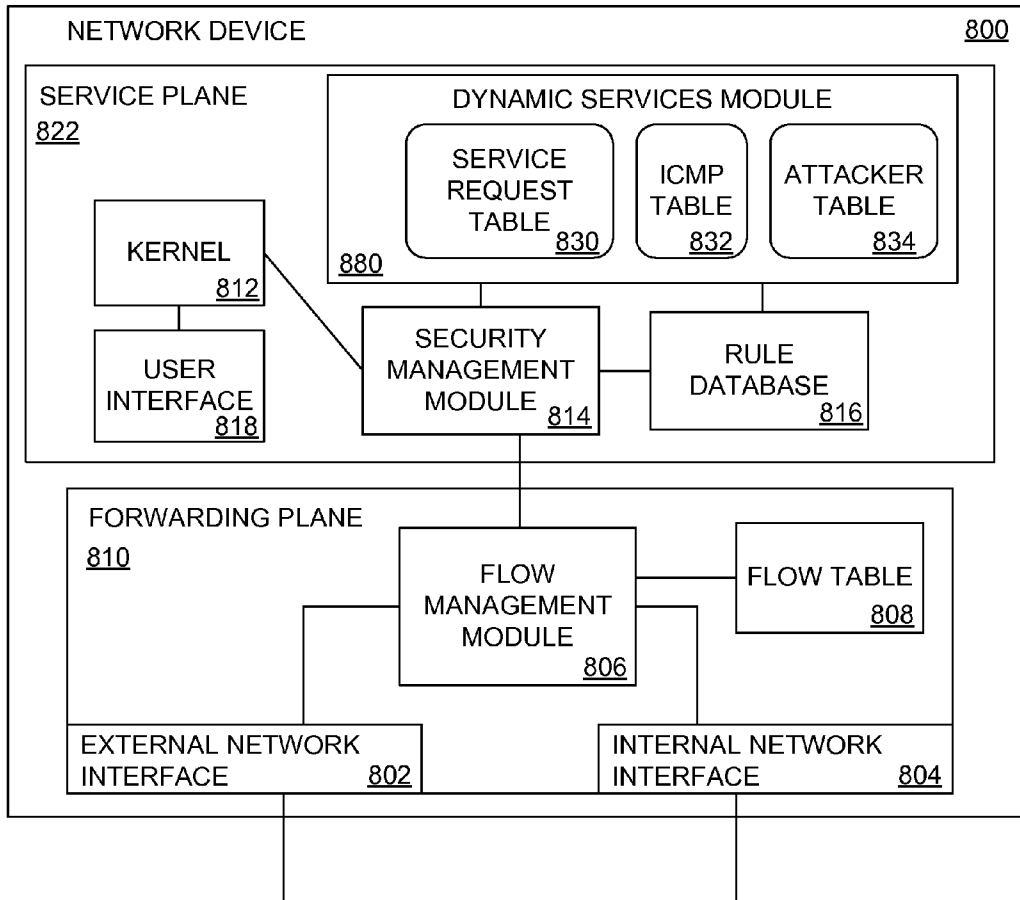 NETWORK DEVICE
800
SERVICE PLANE
822
DYNAMIC SERVICES MODULE
SERVICE
REQUEST
TABLE
830
ICMP
TABLE
832
ATTACKER
TABLE
834
880
KERNEL
812
USER
INTERFACE
818
SECURITY
MANAGEMENT
MODULE
814
RULE
DATABASE
816
FORWARDING PLANE
810
FLOW
MANAGEMENT
MODULE
806
FLOW TABLE
808
EXTERNAL NETWORK
INTERFACE
802
INTERNAL NETWORK
INTERFACE
804